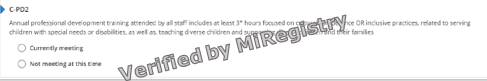 C-PD2
Annual professional development training attended by all staff includes at least 3* hours focused on OR inclusive practices, related to serving
children with special needs or disabilities, as well as, teaching diverse children and their families
Currently meeting
Not meeting at this time
Verified by MiRegistry